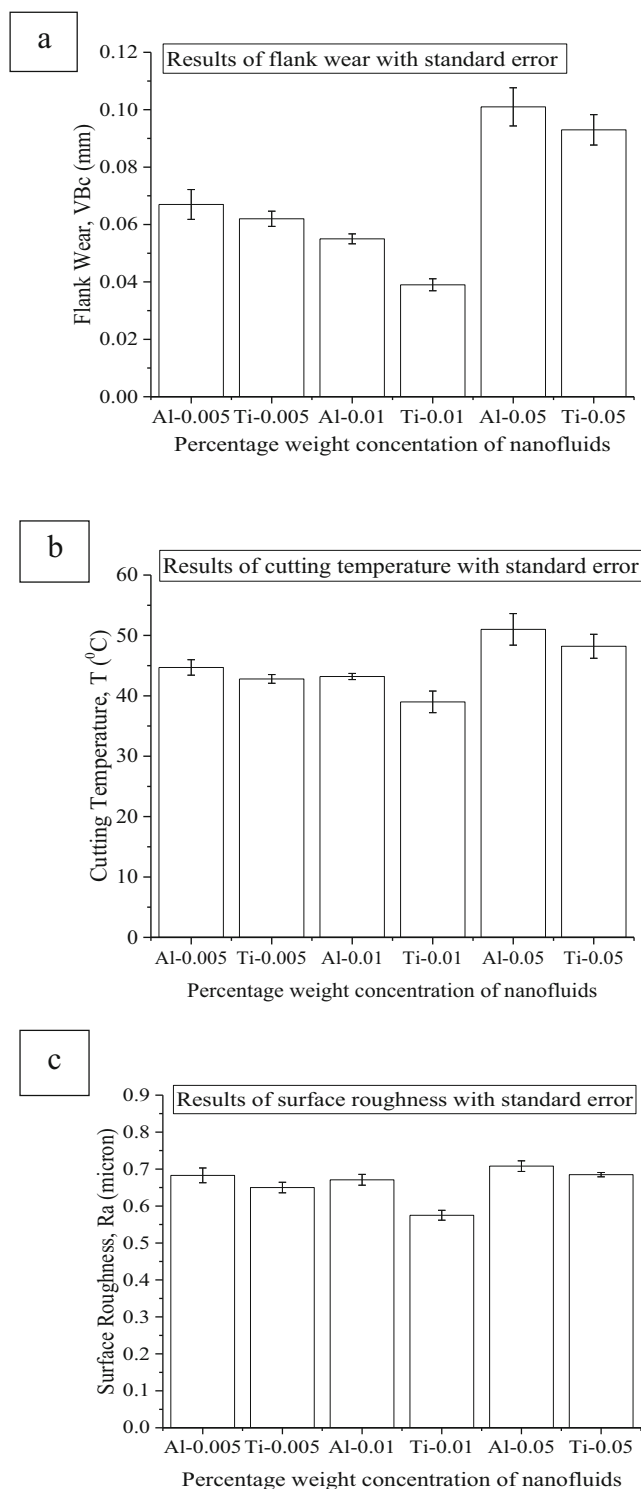 a
Results of flank wear with standard error
0.12
0.10
0.08
0.06
0.04
0.02
0.00
Flank Wear, VBc (mm)
Al-0.005 Ti-0.005 Al-0.01 Ti-0.01 Al-0.05 Ti-0.05
Percentage weight concentation of nanofluids
b
Results of cutting temperature with standard error
60
50
40
30
20
10
0
Cutting Temperature, T (⁰C)
Al-0.005 Ti-0.005 Al-0.01 Ti-0.01 Al-0.05 Ti-0.05
Percentage weight concentration of nanofluids
c
Results of surface roughness with standard error
0.9
0.8
0.7
0.6
0.5
0.4
0.3
0.2
0.1
0.0
Surface Roughness, Ra (micron)
Al-0.005 Ti-0.005 Al-0.01 Ti-0.01 Al-0.05 Ti-0.05
Percentage weight concentration of nanofluids